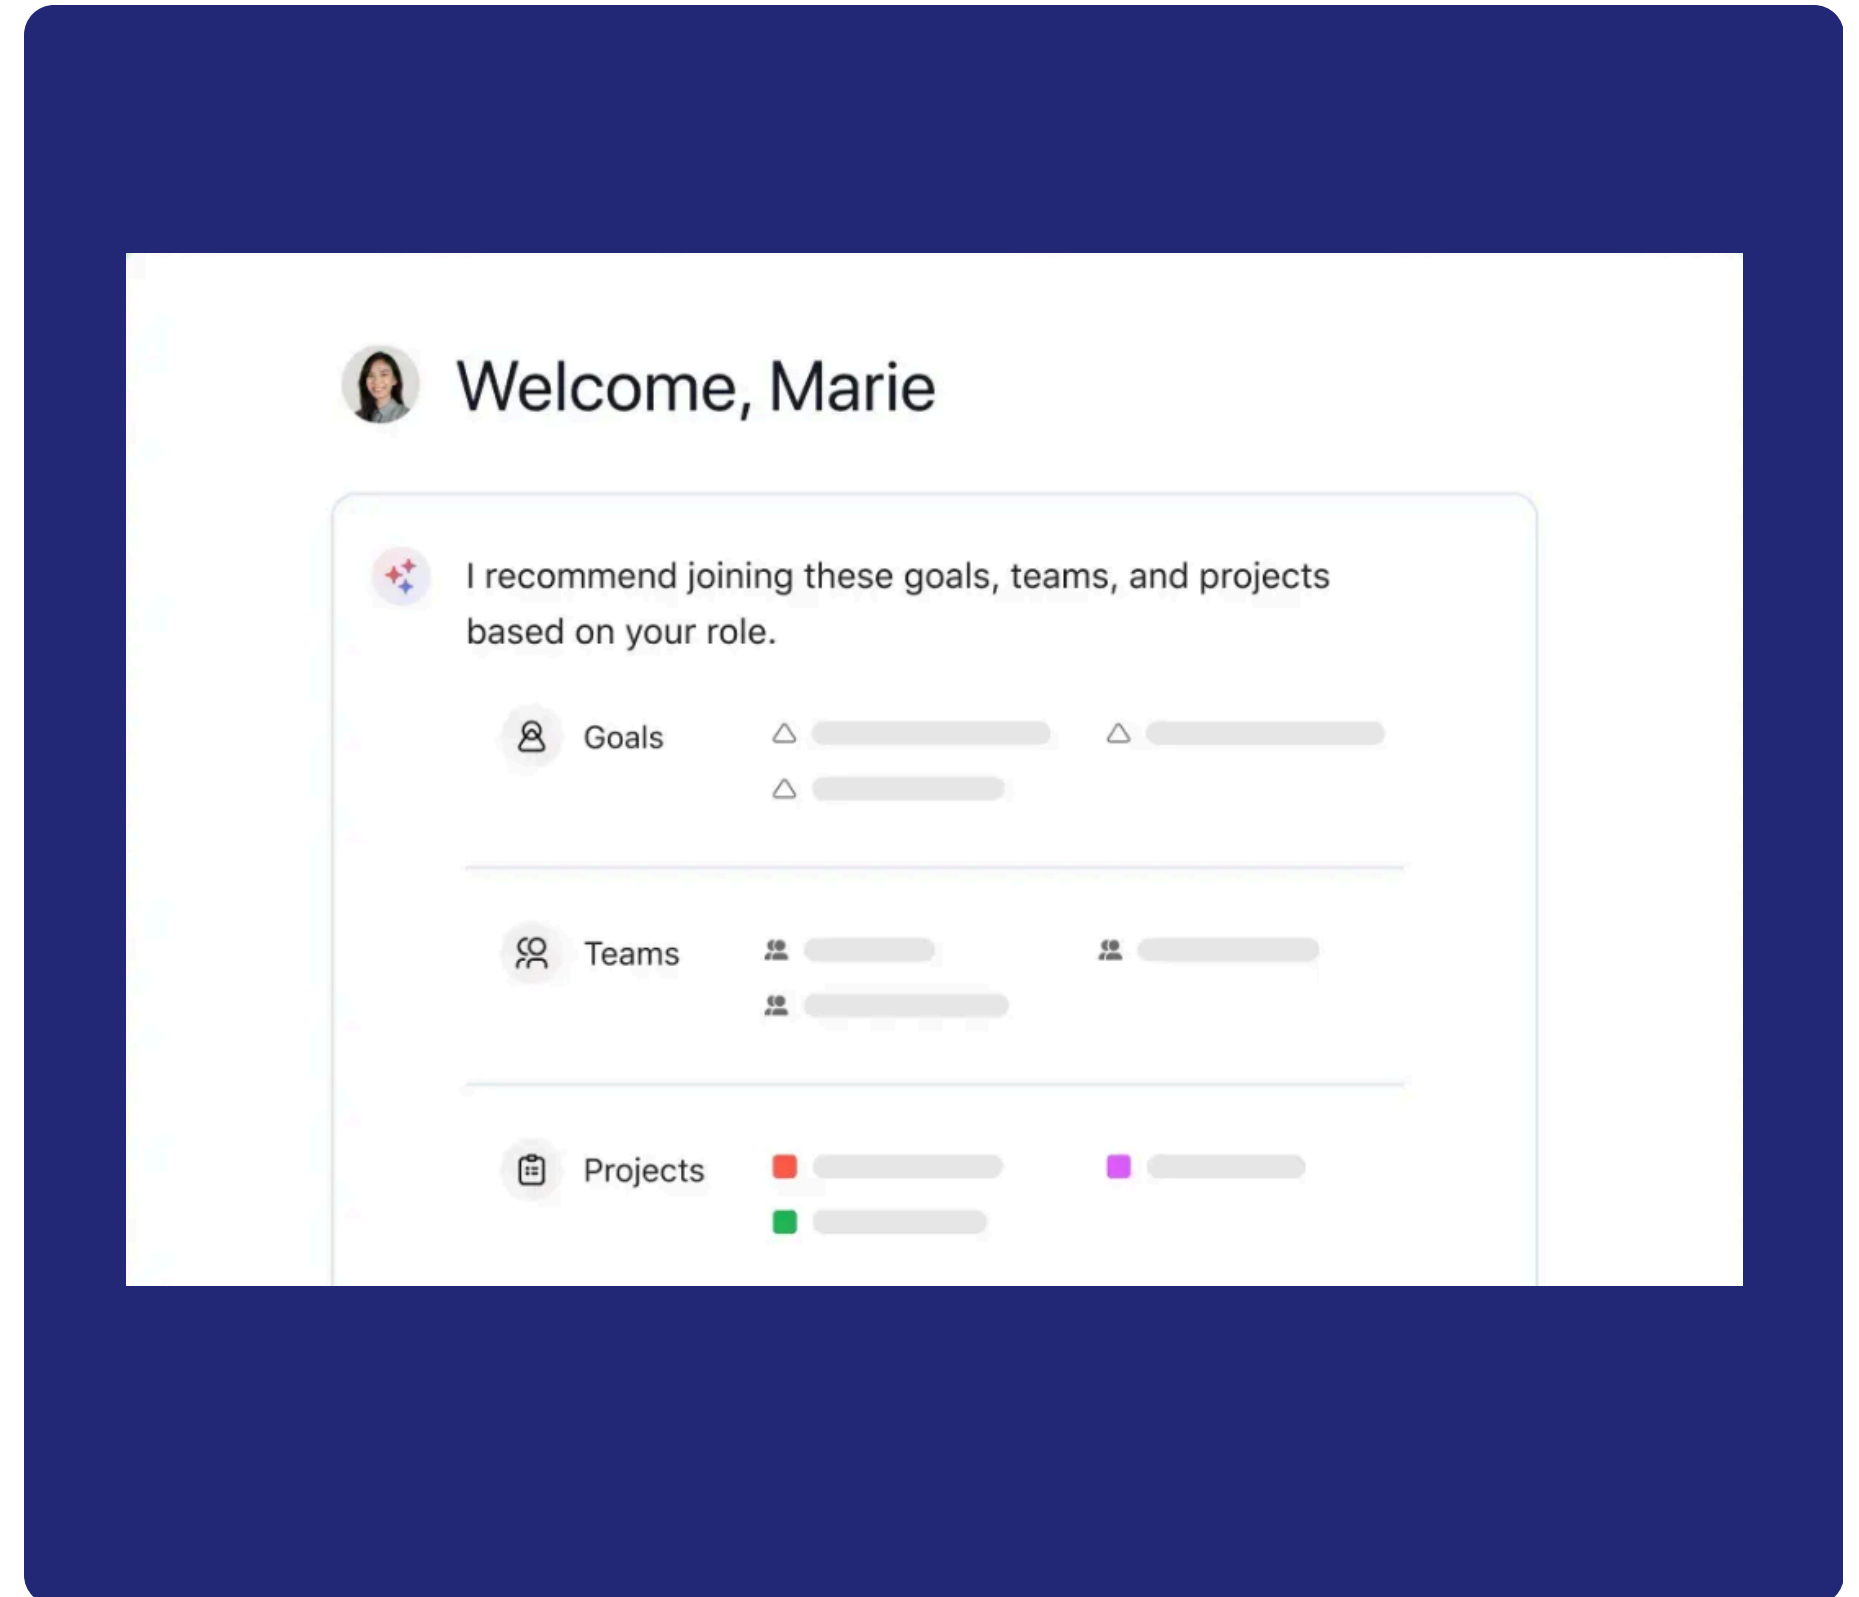 Welcome, Marie
I recommend joining these goals, teams, and projects
based on your role.
Goals
Teams
Projects